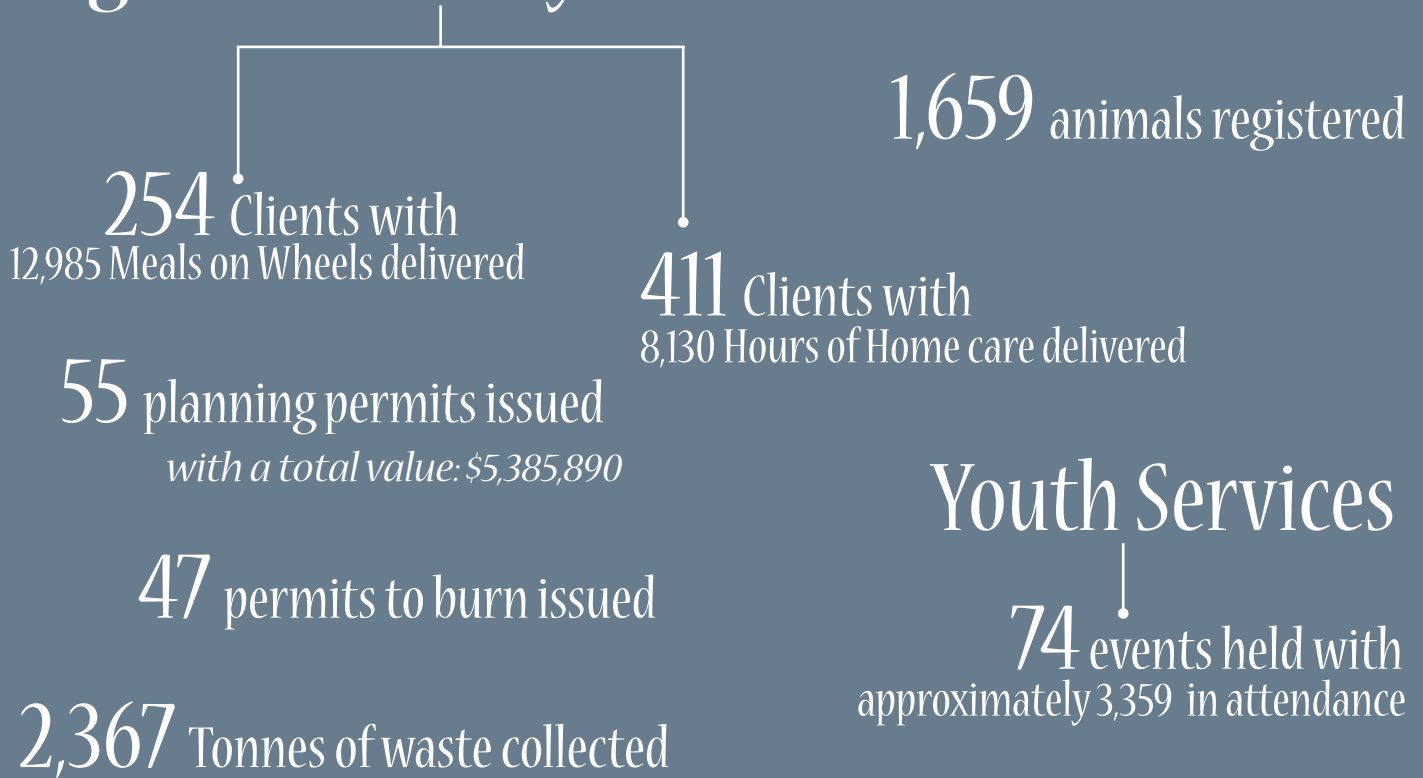 1,659 animals registered
254 Clients with
12,985 Meals on Wheels delivered
411 Clients with
8,130 Hours of Home care delivered
55 planning permits issued
with a total value: $5,385,890
47 permits to burn issued
2,367 Tonnes of waste collected
Youth Services
74 events held with
approximately 3,359 in attendance